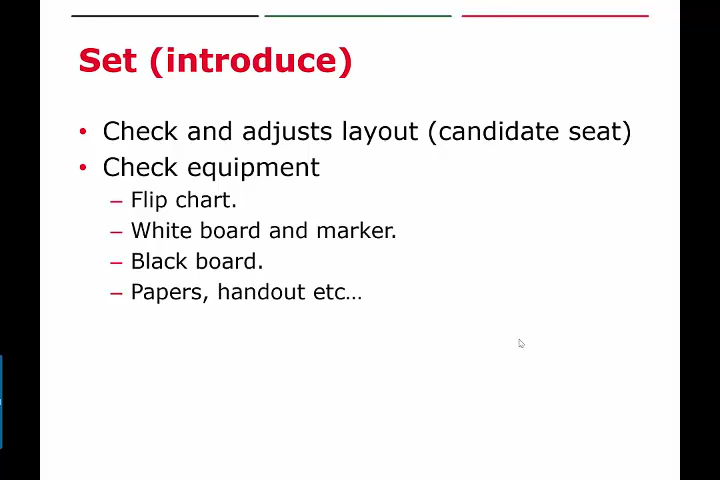 Set (introduce)
• Check and adjusts layout (candidate seat)
• Check equipment
– Flip chart.
– White board and marker.
– Black board.
– Papers, handout etc…